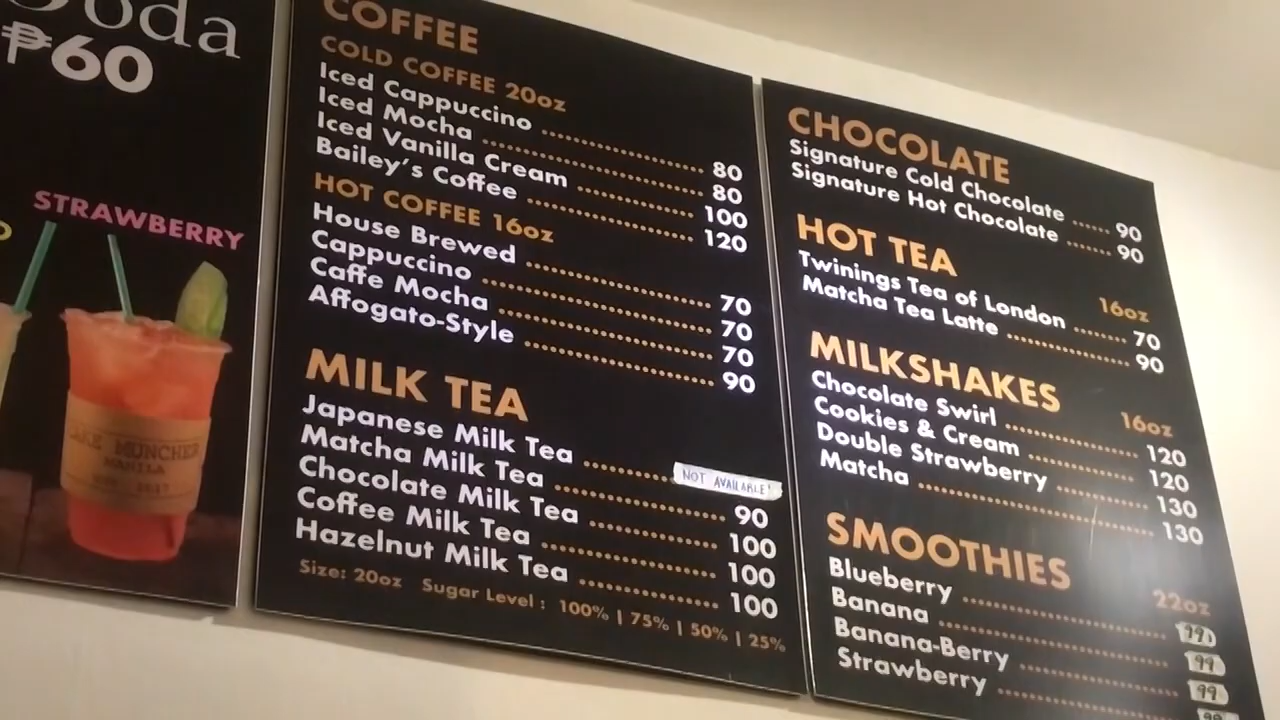 oda
₱60
STRAWBERRY
MUNCHER
MANILA
COFFEE
COLD COFFEE 20oz
Iced Cappuccino 80
Iced Mocha 80
Iced Vanilla Cream 100
Bailey's Coffee 120
HOT COFFEE 16oz
House Brewed 70
Cappuccino 70
Caffe Mocha 70
Affogato-Style 90
MILK TEA
Japanese Milk Tea NOT AVAILABLE!
Matcha Milk Tea 90
Chocolate Milk Tea 100
Coffee Milk Tea 100
Hazelnut Milk Tea 100
Size: 20oz Sugar Level : 100% | 75% | 50% | 25%
CHOCOLATE
Signature Cold Chocolate 90
Signature Hot Chocolate 90
HOT TEA 16oz
Twinings Tea of London 70
Matcha Tea Latte 90
MILKSHAKES 16oz
Chocolate Swirl 120
Cookies & Cream 120
Double Strawberry 130
Matcha 130
SMOOTHIES 22oz
Blueberry 99
Banana 99
Banana-Berry 99
Strawberry 99